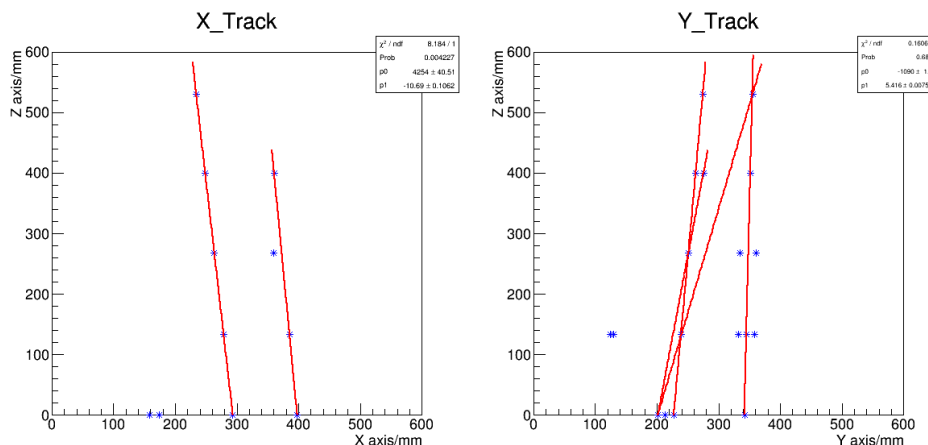 X_Track
χ² / ndf 8.184 / 1
Prob 0.004227
p0 4254 ± 40.51
p1 -10.69 ± 0.1062
Z axis/mm
600
500
400
300
200
100
0
0 100 200 300 400 500 600
X axis/mm
Y_Track
χ² / ndf 0.1606
Prob 0.68
p0 -1090 ± 1.
p1 5.416 ± 0.0075
Z axis/mm
600
500
400
300
200
100
0
0 100 200 300 400 500 600
Y axis/mm